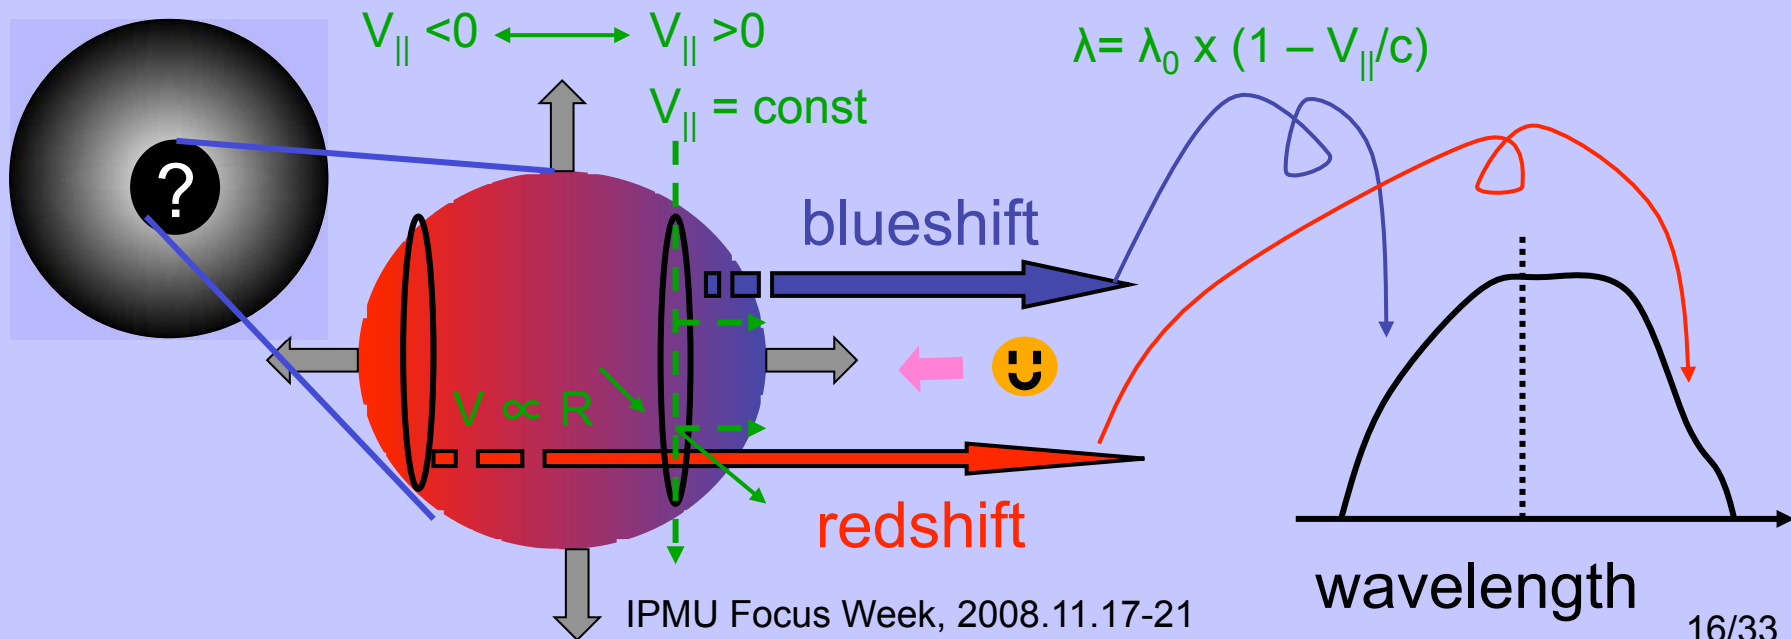 V|| <0 ⟷ V|| >0
λ= λ0 x (1 – V||/c)
V|| = const
?
blueshift
V ∝ R
redshift
wavelength
IPMU Focus Week, 2008.11.17-21
16/33